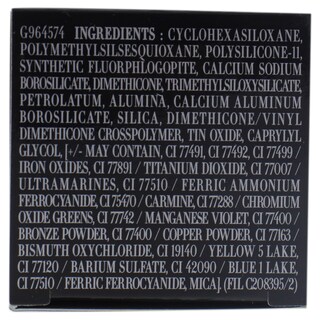 G964574 INGREDIENTS : CYCLOHEXASILOXANE,
POLYMETHYLSILSESQUIOXANE, POLYSILICONE-11,
SYNTHETIC FLUORPHLOGOPITE, CALCIUM SODIUM
BOROSILICATE, DIMETHICONE, TRIMETHYLSILOXYSILICATE,
PETROLATUM, ALUMINA, CALCIUM ALUMINUM
BOROSILICATE, SILICA, DIMETHICONE/VINYL
DIMETHICONE CROSSPOLYMER, TIN OXIDE, CAPRYLYL
GLYCOL, [+/- MAY CONTAIN, CI 77491, CI 77492, CI 77499 /
IRON OXIDES, CI 77891 / TITANIUM DIOXIDE, CI 77007 /
ULTRAMARINES, CI 77510 / FERRIC AMMONIUM
FERROCYANIDE, CI 75470 / CARMINE, CI 77288 / CHROMIUM
OXIDE GREENS, CI 77742 / MANGANESE VIOLET, CI 77400 /
BRONZE POWDER, CI 77400 / COPPER POWDER, CI 77163 /
BISMUTH OXYCHLORIDE, CI 19140 / YELLOW 5 LAKE,
CI 77120 / BARIUM SULFATE, CI 42090 / BLUE 1 LAKE,
CI 77510 / FERRIC FERROCYANIDE, MICA]. (FIL C208395/2)